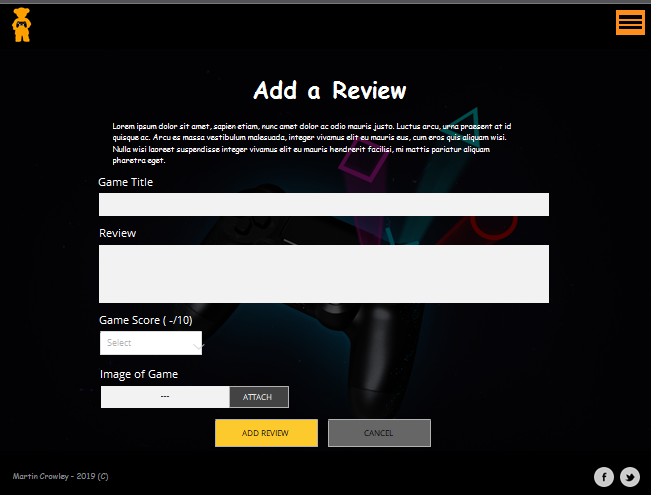 Add a Review
Lorem ipsum dolor sit amet, sapien etiam, nunc amet dolor ac odio mauris justo. Luctus arcu, urna praesent at id
quisque ac. Arcu es massa vestibulum malesuada, integer vivamus elit eu mauris eus, cum eros quis aliquam wisi.
Nulla wisi laoreet suspendisse integer vivamus elit eu mauris hendrerit facilisi, mi mattis pariatur aliquam
pharetra eget.
Game Title
Review
Game Score ( -/10)
Select
Image of Game
--- ATTACH
ADD REVIEW CANCEL
Martin Crowley - 2019 (C)